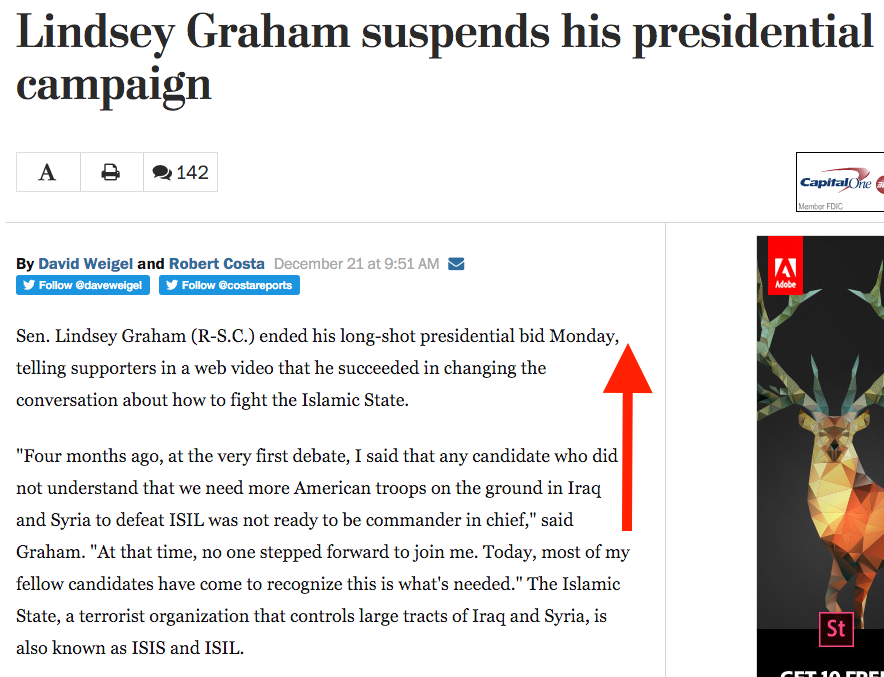 Lindsey Graham suspends his presidential
campaign
A
142
CapitalOne
Member FDIC
By David Weigel and Robert Costa December 21 at 9:51 AM
Follow @daveweigel Follow @costareports
Adobe
Sen. Lindsey Graham (R-S.C.) ended his long-shot presidential bid Monday,
telling supporters in a web video that he succeeded in changing the
conversation about how to fight the Islamic State.
"Four months ago, at the very first debate, I said that any candidate who did
not understand that we need more American troops on the ground in Iraq
and Syria to defeat ISIL was not ready to be commander in chief," said
Graham. "At that time, no one stepped forward to join me. Today, most of my
fellow candidates have come to recognize this is what's needed." The Islamic
State, a terrorist organization that controls large tracts of Iraq and Syria, is
also known as ISIS and ISIL.
St
GET 10 FREE